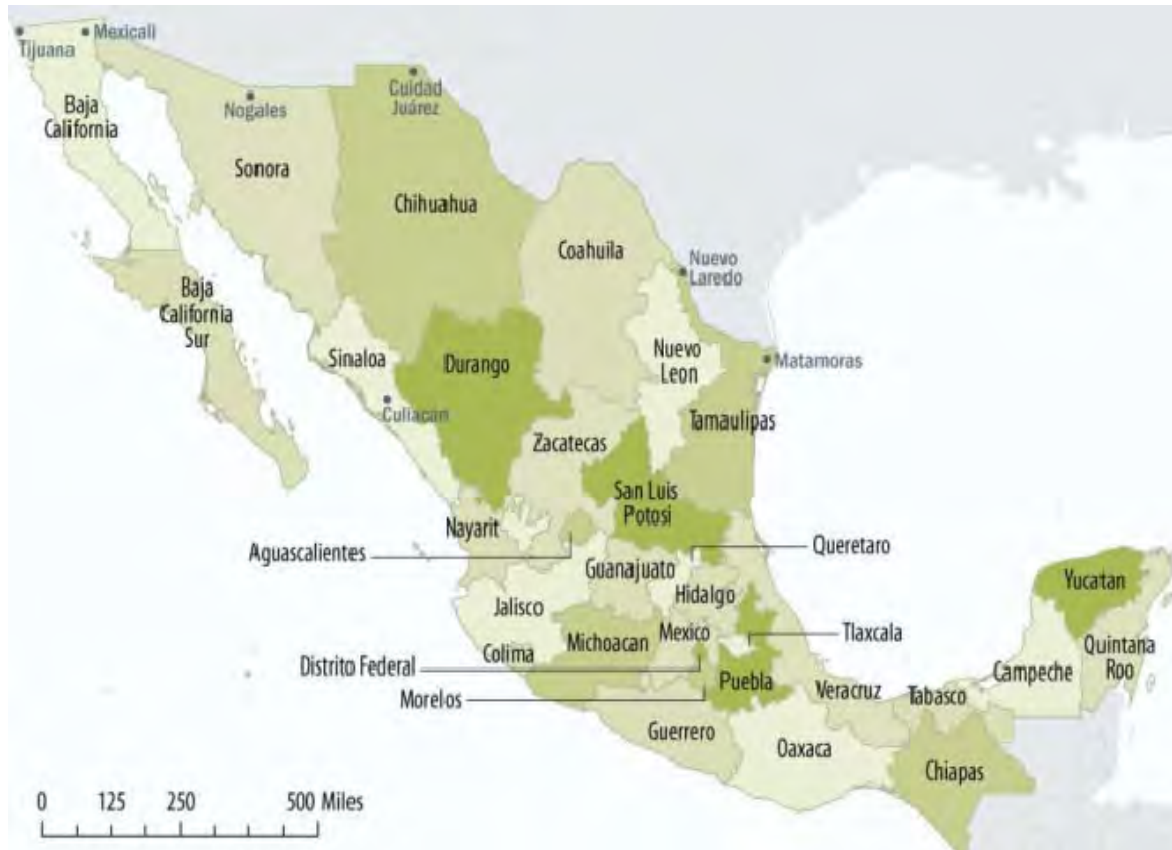 Tijuana
Mexicali
Baja
California
Nogales
Sonora
Cuidad
Juárez
Chihuahua
Coahuila
Nuevo
Laredo
Baja
California
Sur
Sinaloa
Culiacán
Durango
Nuevo
Leon
Matamoras
Tamaulipas
Zacatecas
San Luis
Potosi
Nayarit
Aguascalientes
Queretaro
Guanajuato
Hidalgo
Jalisco
Colima
Michoacan
Mexico
Tlaxcala
Distrito Federal
Morelos
Puebla
Veracruz
Guerrero
Oaxaca
Tabasco
Chiapas
Campeche
Yucatan
Quintana
Roo
0 125 250 500 Miles